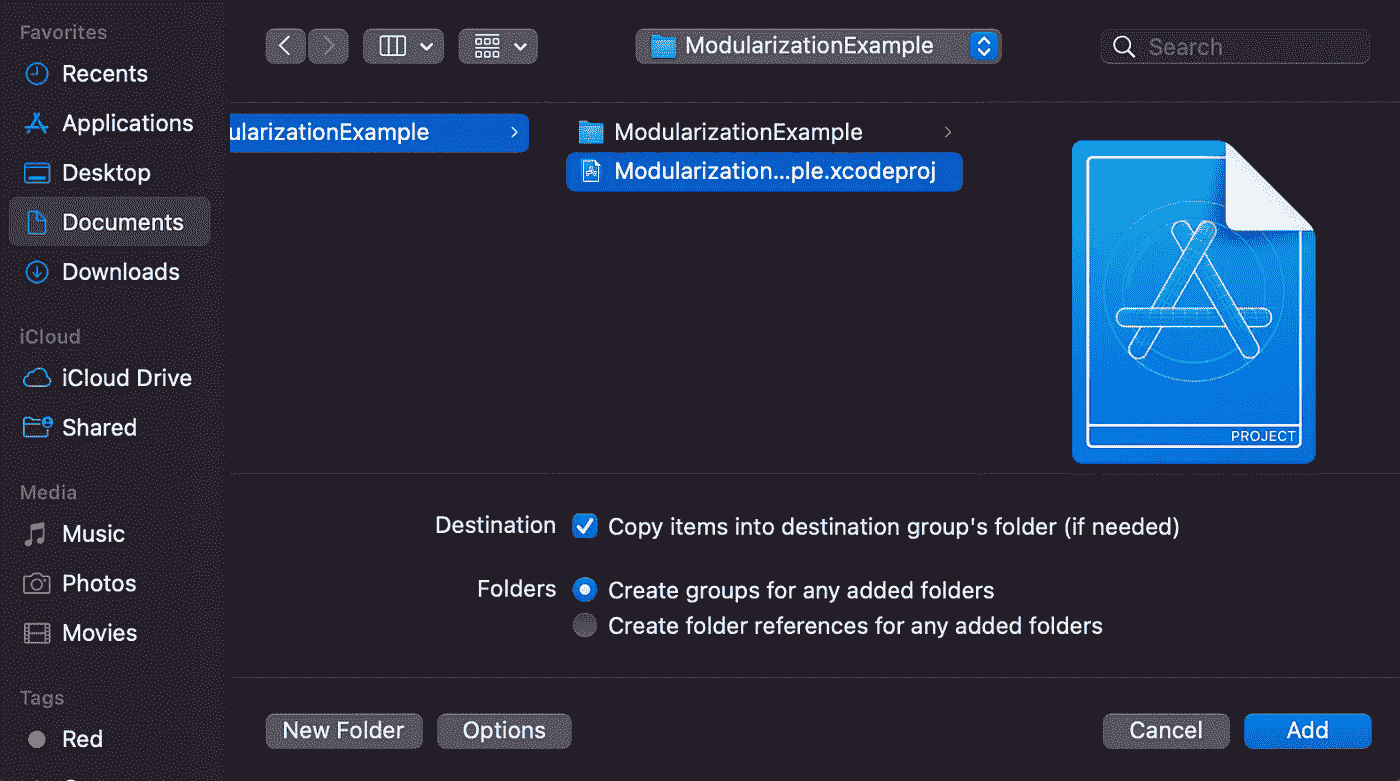 Favorites
Recents
Applications
Desktop
Documents
Downloads
iCloud
iCloud Drive
Shared
Media
Music
Photos
Movies
Tags
Red
ModularizationExample
Search
ularizationExample
ModularizationExample
Modularization...ple.xcodeproj
PROJECT
Destination Copy items into destination group's folder (if needed)
Folders Create groups for any added folders
Create folder references for any added folders
New Folder Options Cancel Add